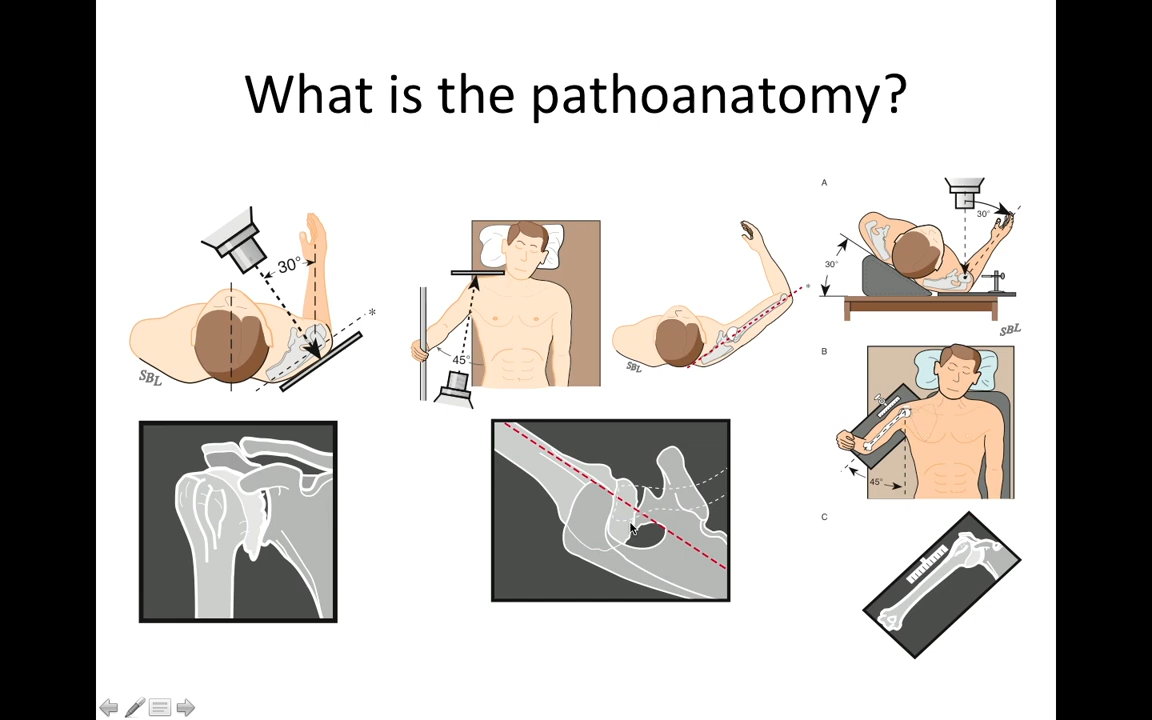 What is the pathoanatomy?
30°
*
SBL
45°
*
SBL
A
30°
30°
SBL
B
45°
C